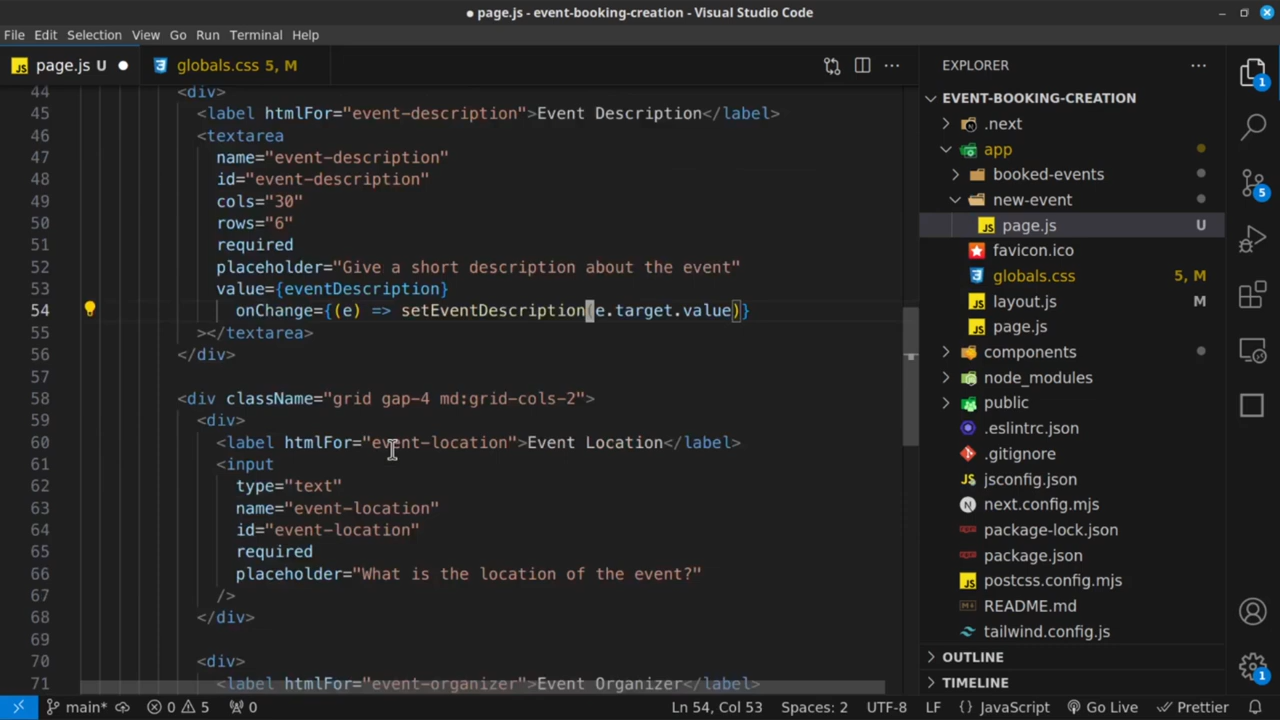 page.js - event-booking-creation - Visual Studio Code
File Edit Selection View Go Run Terminal Help
page.js U
globals.css 5, M
44 <div>
45 <label htmlFor="event-description">Event Description</label>
46 <textarea
47 name="event-description"
48 id="event-description"
49 cols="30"
50 rows="6"
51 required
52 placeholder="Give a short description about the event"
53 value={eventDescription}
54 onChange={(e) => setEventDescription(e.target.value)}
55 ></textarea>
56 </div>
57
58 <div className="grid gap-4 md:grid-cols-2">
59 <div>
60 <label htmlFor="event-location">Event Location</label>
61 <input
62 type="text"
63 name="event-location"
64 id="event-location"
65 required
66 placeholder="What is the location of the event?"
67 />
68 </div>
69
70 <div>
71 <label htmlFor="event-organizer">Event Organizer</label>
EXPLORER
EVENT-BOOKING-CREATION
.next
app
booked-events
new-event
page.js U
favicon.ico
globals.css 5, M
layout.js M
page.js
components
node_modules
public
.eslintrc.json
.gitignore
jsconfig.json
next.config.mjs
package-lock.json
package.json
postcss.config.mjs
README.md
tailwind.config.js
OUTLINE
TIMELINE
1
5
1
main* 0 5 0 Ln 54, Col 53 Spaces: 2 UTF-8 LF {} JavaScript Go Live Prettier